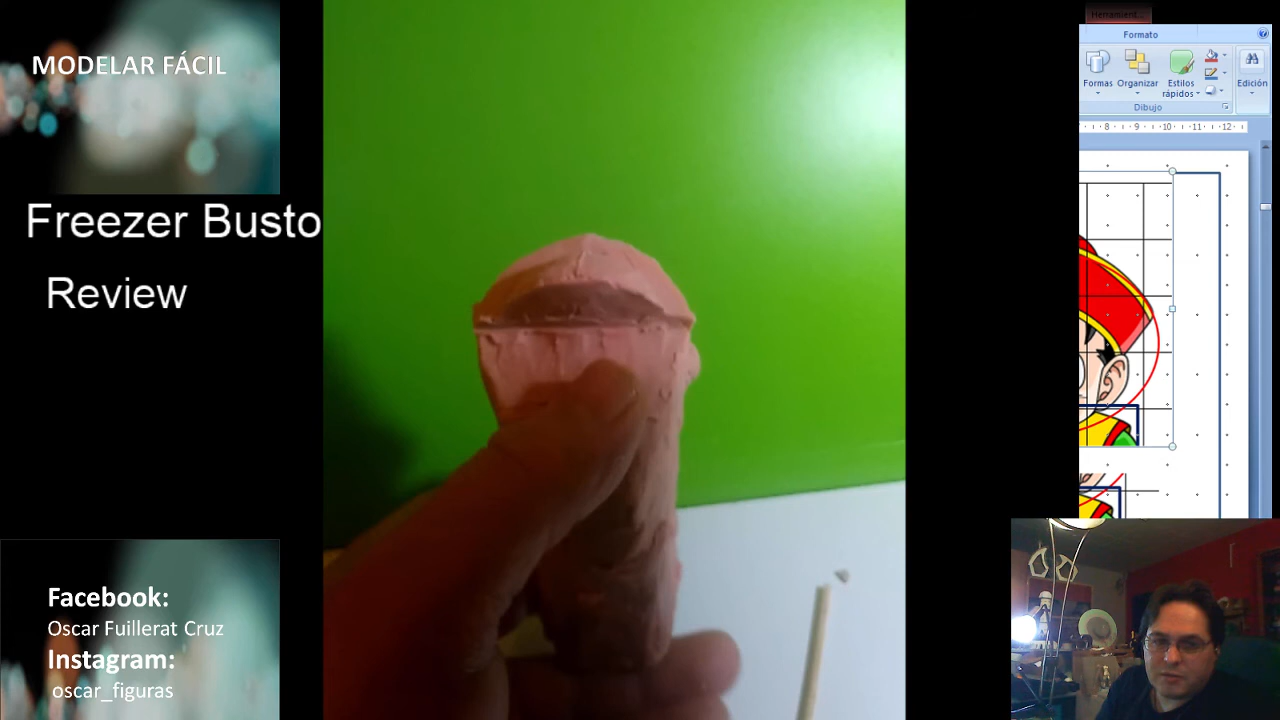 MODELAR FÁCIL
Freezer Busto
Review
Facebook:
Oscar Fuillerat Cruz
Instagram:
oscar_figuras
Herramient...
Formato
Formas
Organizar
Estilos
rápidos
Edición
Dibujo
8 9 10 11 12